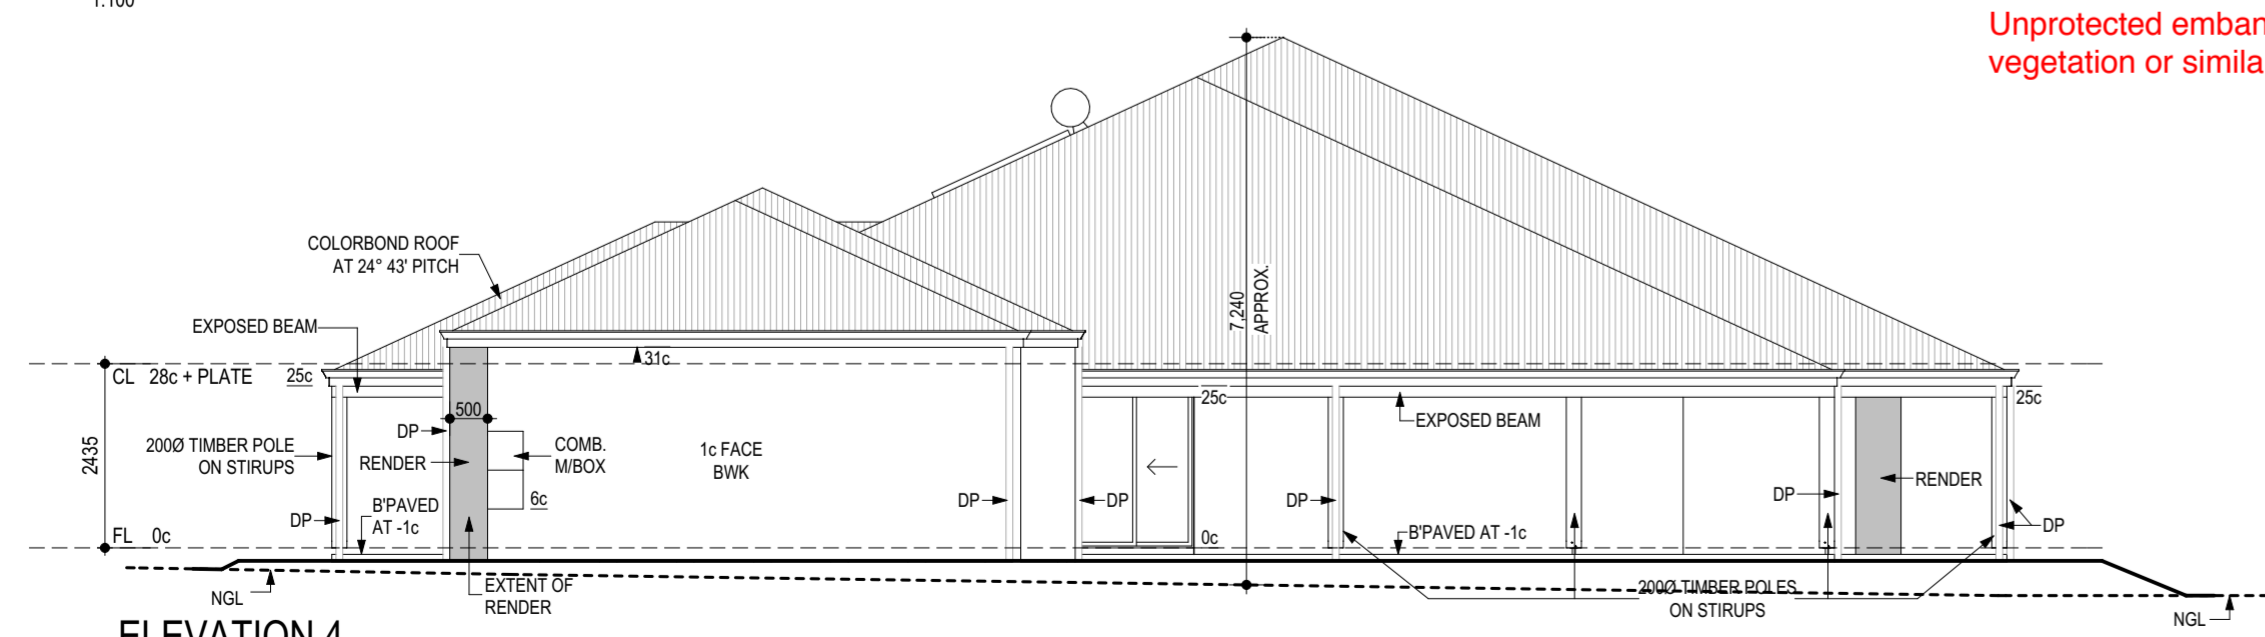 1:100
Unprotected emban
vegetation or simila
COLORBOND ROOF
AT 24° 43' PITCH
EXPOSED BEAM
CL 28c + PLATE 25c
31c
7,240
APPROX.
500
2435
200Ø TIMBER POLE
ON STIRUPS
DP
RENDER
COMB.
M/BOX
6c
1c FACE
BWK
B'PAVED
AT -1c
DP
FL 0c
DP
DP
25c
EXPOSED BEAM
25c
DP
DP
RENDER
DP
0c
B'PAVED AT -1c
NGL
EXTENT OF
RENDER
200Ø TIMBER POLES
ON STIRUPS
NGL
ELEVATION 4